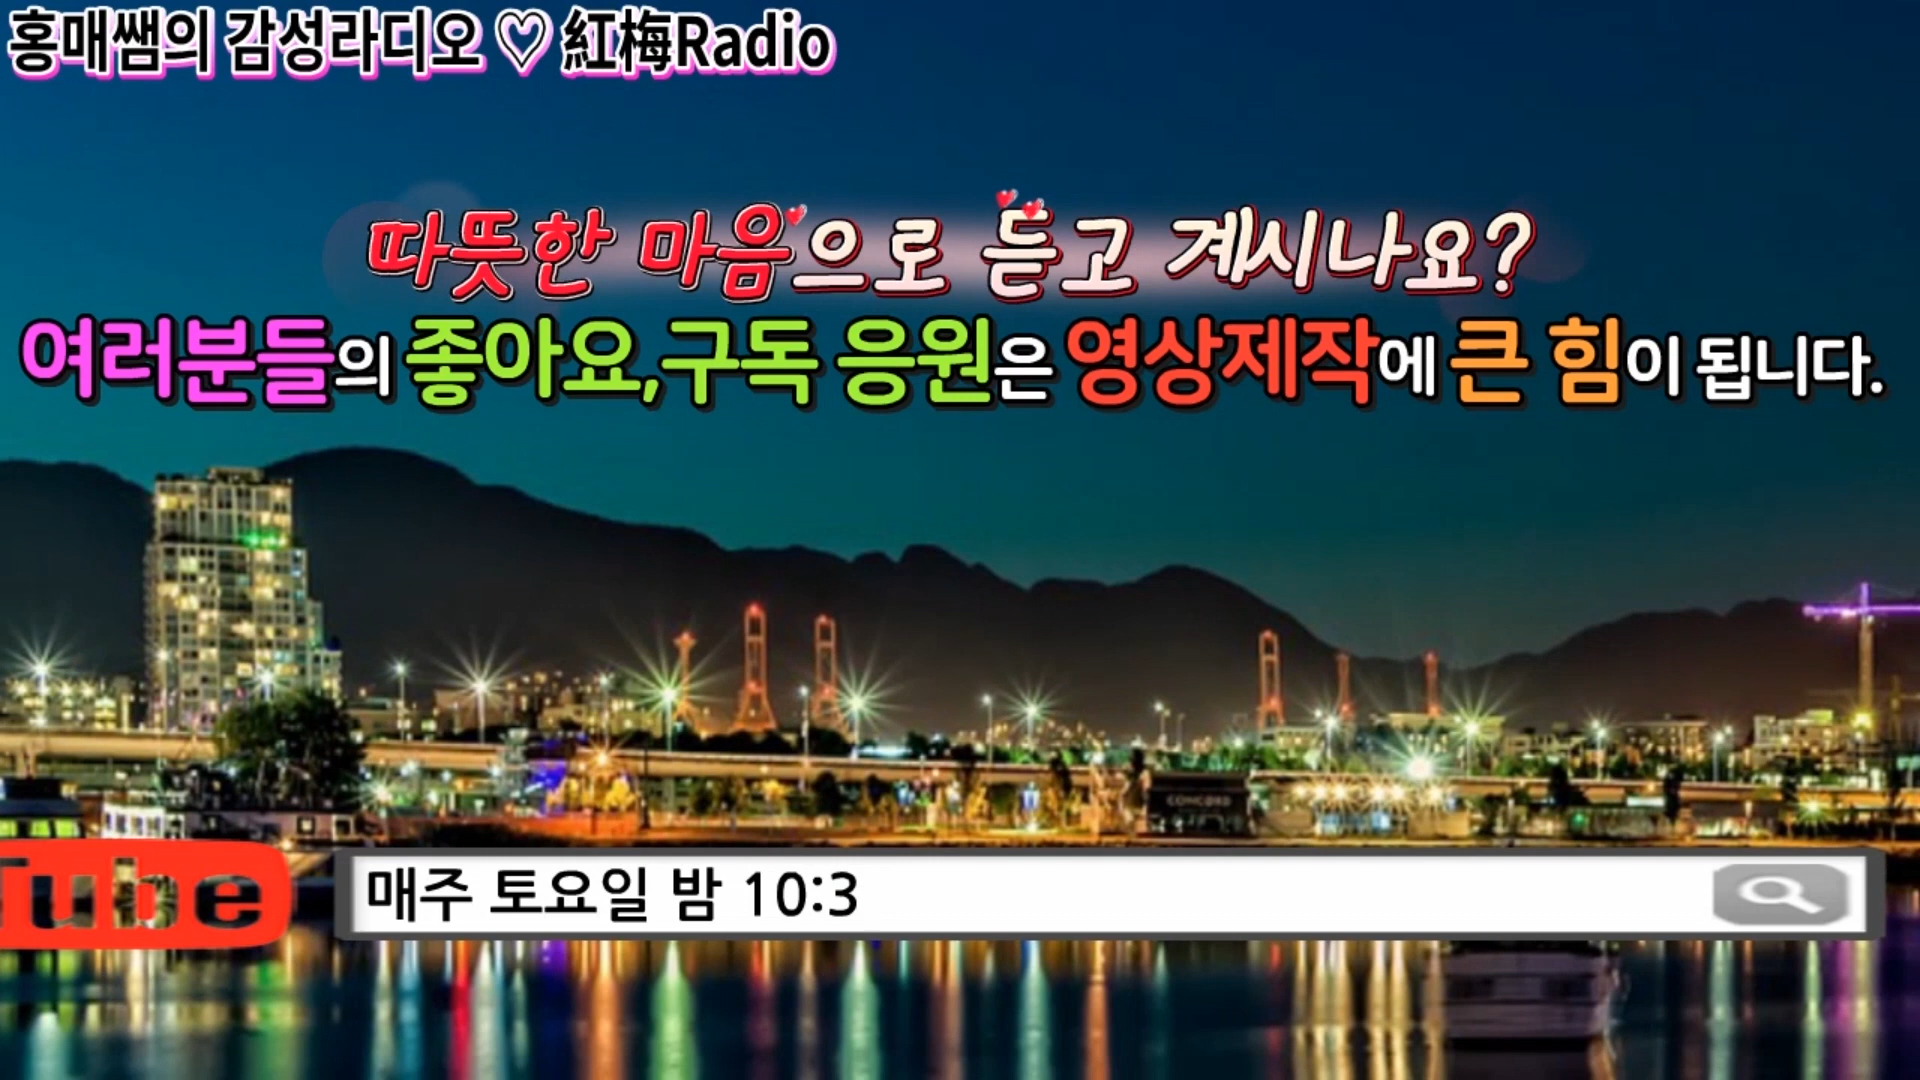 홍매쌤의 감성라디오 ♡ 紅梅Radio
따뜻한 마음으로 듣고 계시나요?
여러분들의 좋아요,구독 응원은 영상제작에 큰 힘이 됩니다.
CONCORD
Tube
매주 토요일 밤 10:3